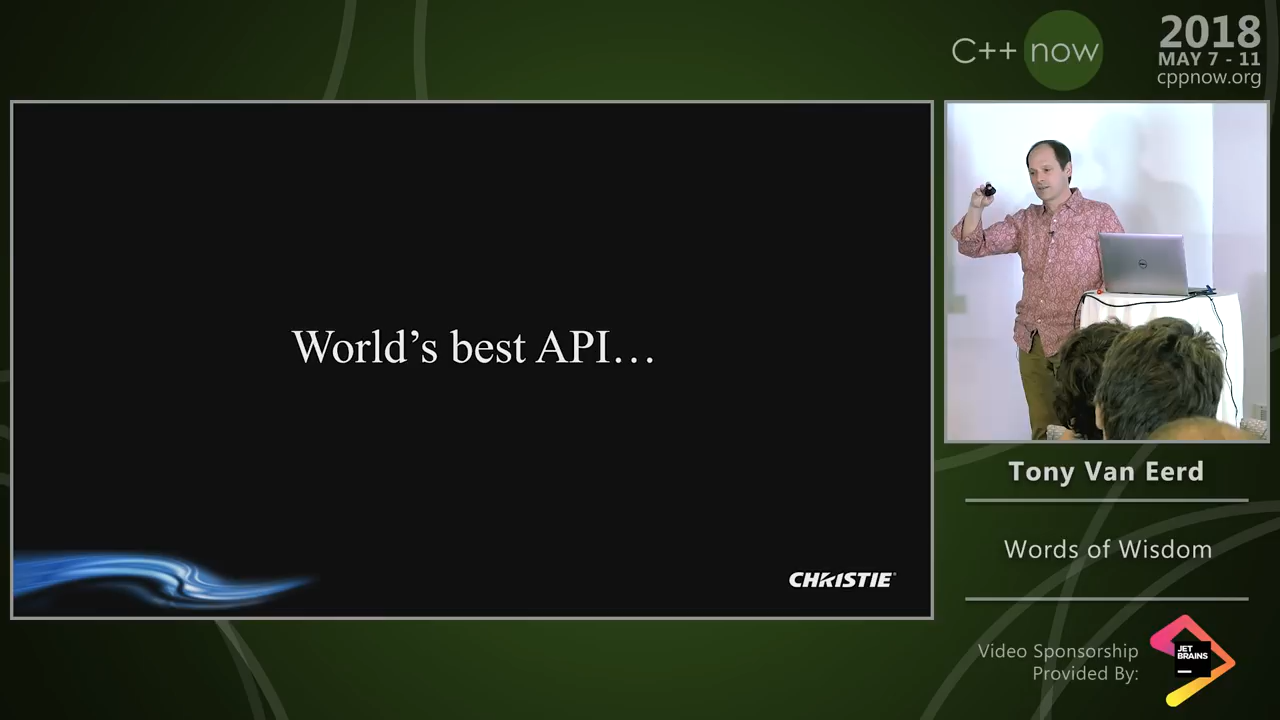 C++ now
2018
MAY 7 - 11
cppnow.org
World's best API…
CHRISTIE
DELL
Tony Van Eerd
Words of Wisdom
Video Sponsorship
Provided By:
JET
BRAINS